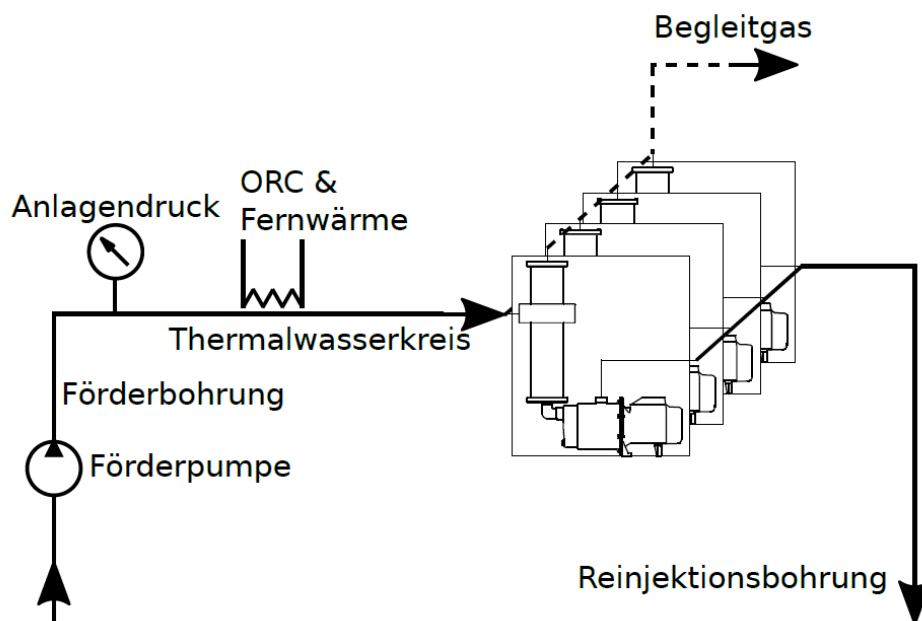 Begleitgas
ORC &
Fernwärme
Anlagendruck
Thermalwasserkreis
Förderbohrung
Förderpumpe
Reinjektionsbohrung